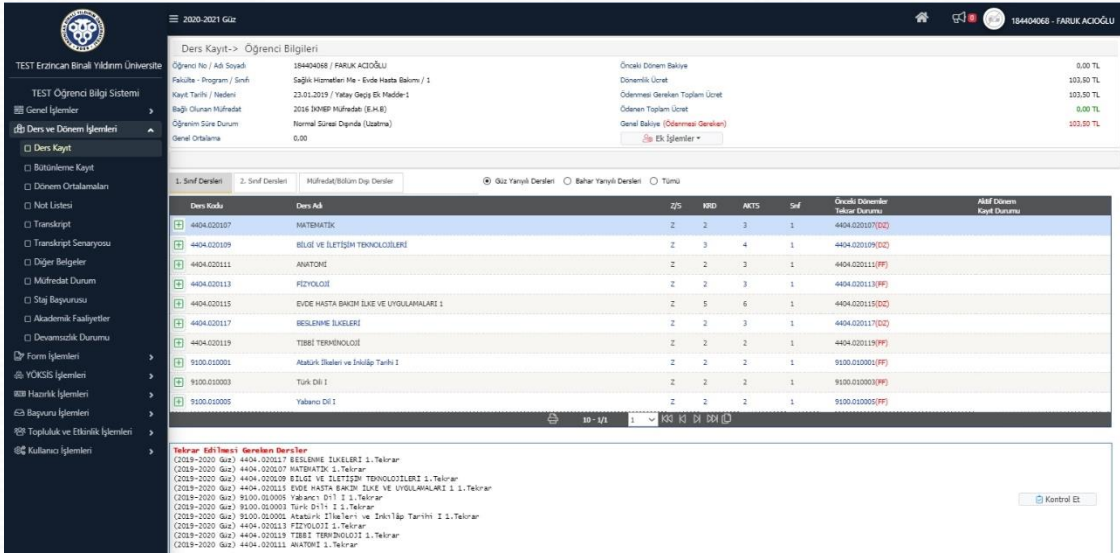 2020-2021 Güz
184404068 - FARUK ACIOĞLU
TEST Erzincan Binali Yıldırım Üniversite
TEST Öğrenci Bilgi Sistemi
Genel İşlemler
Ders ve Dönem İşlemleri
Ders Kayıt
Bütünleme Kayıt
Dönem Ortalamaları
Not Listesi
Transkript
Transkript Senaryosu
Diğer Belgeler
Müfredat Durum
Staj Başvurusu
Akademik Faaliyetler
Devamsızlık Durumu
Form İşlemleri
YÖKSİS İşlemleri
Hazırlık İşlemleri
Başvuru İşlemleri
Topluluk ve Etkinlik İşlemleri
Kullanıcı İşlemleri
Ders Kayıt-> Öğrenci Bilgileri
Öğrenci No / Adı Soyadı 184404068 / FARUK ACIOĞLU Önceki Dönem Bakiye 0,00 TL
Fakülte - Program / Sınıfı Sağlık Hizmetleri Me - Evde Hasta Bakımı / 1 Dönemlik Ücret 103,50 TL
Kayıt Tarihi / Nedeni 23.01.2019 / Yatay Geçiş Ek Madde-1 Ödenmesi Gereken Toplam Ücret 103,50 TL
Bağlı Olunan Müfredat 2016 İKMEP Müfredatı (E.H.B) Ödenen Toplam Ücret 0,00 TL
Öğrenim Süre Durum Normal Süresi Dışında (Uzatma) Genel Bakiye (Ödenmesi Gereken) 103,50 TL
Genel Ortalama 0,00 Ek İşlemler
1. Sınıf Dersleri 2. Sınıf Dersleri Müfredat/Bölüm Dışı Dersler Güz Yarıyılı Dersleri Bahar Yarıyılı Dersleri Tümü
Ders Kodu Ders Adı Z/S KRD AKTS Snf Önceki Dönemler Tekrar Durumu Aktif Dönem Kayıt Durumu
4404.020107 MATEMATİK Z 2 3 1 4404.020107(DZ)
4404.020109 BİLGİ VE İLETİŞİM TEKNOLOJİLERİ Z 3 4 1 4404.020109(DZ)
4404.020111 ANATOMİ Z 2 3 1 4404.020111(FF)
4404.020113 FİZYOLOJİ Z 2 3 1 4404.020113(FF)
4404.020115 EVDE HASTA BAKIM İLKE VE UYGULAMALARI 1 Z 5 6 1 4404.020115(DZ)
4404.020117 BESLENME İLKELERİ Z 2 3 1 4404.020117(DZ)
4404.020119 TIBBİ TERMİNOLOJİ Z 2 2 1 4404.020119(FF)
9100.010001 Atatürk İlkeleri ve İnkılâp Tarihi I Z 2 2 1 9100.010001(FF)
9100.010003 Türk Dili I Z 2 2 1 9100.010003(FF)
9100.010005 Yabancı Dil I Z 2 2 1 9100.010005(FF)
10 - 1/1 1
Tekrar Edilmesi Gereken Dersler
(2019-2020 Güz) 4404.020117 BESLENME İLKELERİ 1.Tekrar
(2019-2020 Güz) 4404.020107 MATEMATİK 1.Tekrar
(2019-2020 Güz) 4404.020109 BİLGİ VE İLETİŞİM TEKNOLOJİLERİ 1.Tekrar
(2019-2020 Güz) 4404.020115 EVDE HASTA BAKIM İLKE VE UYGULAMALARI 1 1.Tekrar
(2019-2020 Güz) 9100.010005 Yabancı Dil I 1.Tekrar
(2019-2020 Güz) 9100.010003 Türk Dili I 1.Tekrar
(2019-2020 Güz) 9100.010001 Atatürk İlkeleri ve İnkılâp Tarihi I 1.Tekrar
(2019-2020 Güz) 4404.020113 FİZYOLOJİ 1.Tekrar
(2019-2020 Güz) 4404.020119 TIBBİ TERMİNOLOJİ 1.Tekrar
(2019-2020 Güz) 4404.020111 ANATOMİ 1.Tekrar
Kontrol Et